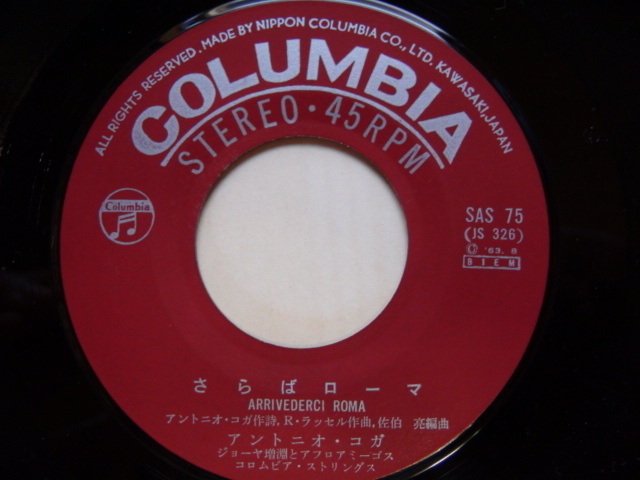 ALL RIGHTS RESERVED. MADE BY NIPPON COLUMBIA CO., LTD. KAWASAKI, JAPAN
COLUMBIA
STEREO・45RPM
Columbia
SAS 75
(JS 326)
© '63. 8
BIEM
さらばローマ
ARRIVEDERCI ROMA
アントニオ・コガ作詩, R・ラッセル作曲, 佐伯 亮編曲
アントニオ・コガ
ジョーヤ増淵とアフロアミーゴス
コロムビア・ストリングス